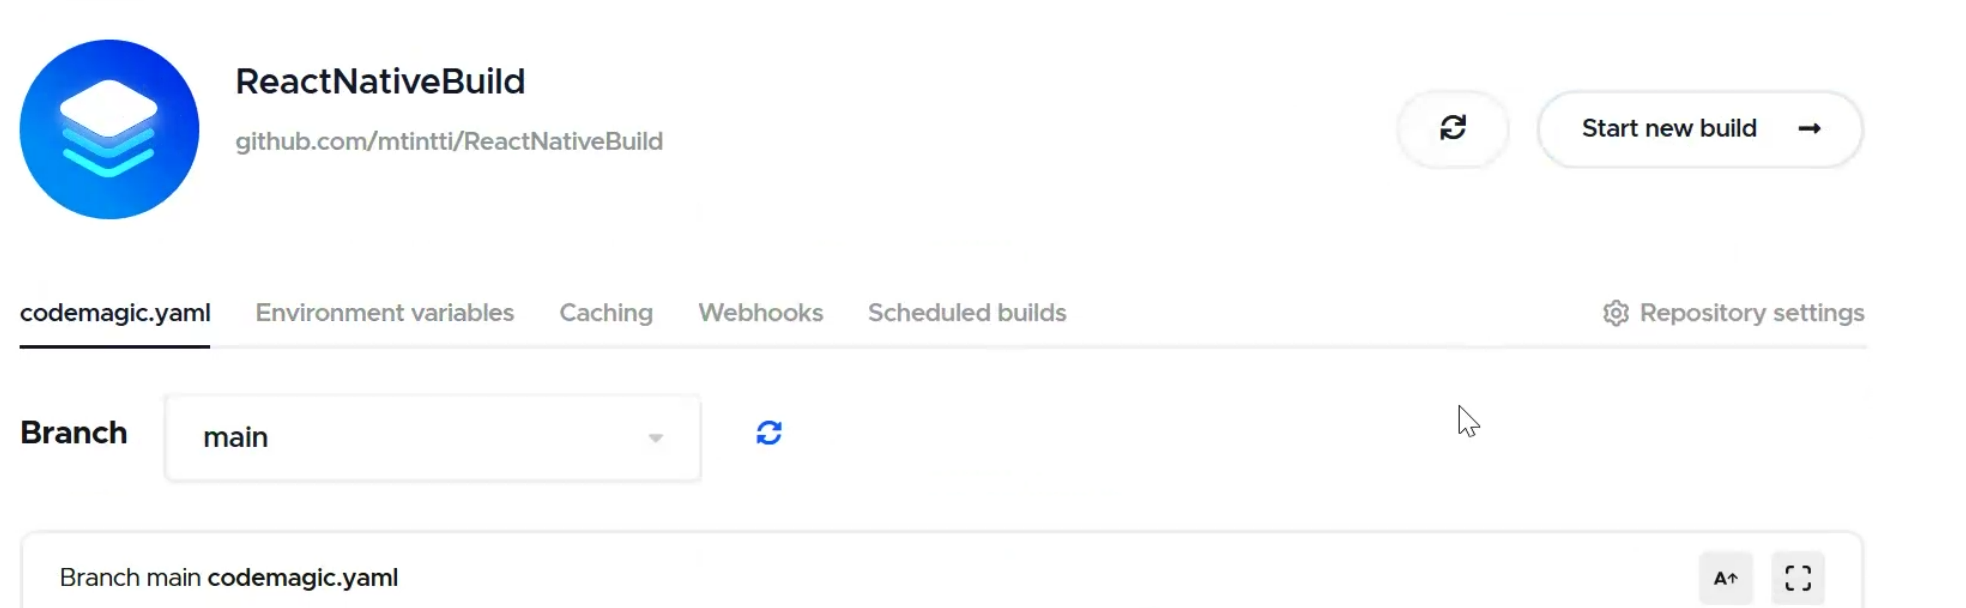 ReactNativeBuild
github.com/mtintti/ReactNativeBuild
Start new build
codemagic.yaml Environment variables Caching Webhooks Scheduled builds Repository settings
Branch main
Branch main codemagic.yaml
A↑